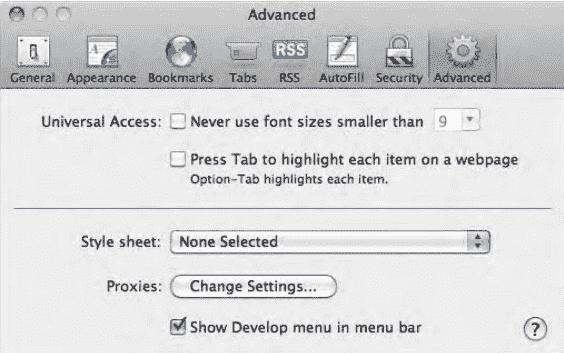 Advanced
RSS
General Appearance Bookmarks Tabs RSS AutoFill Security Advanced
Universal Access: Never use font sizes smaller than 9
Press Tab to highlight each item on a webpage
Option-Tab highlights each item.
Style sheet: None Selected
Proxies: Change Settings...
Show Develop menu in menu bar ?